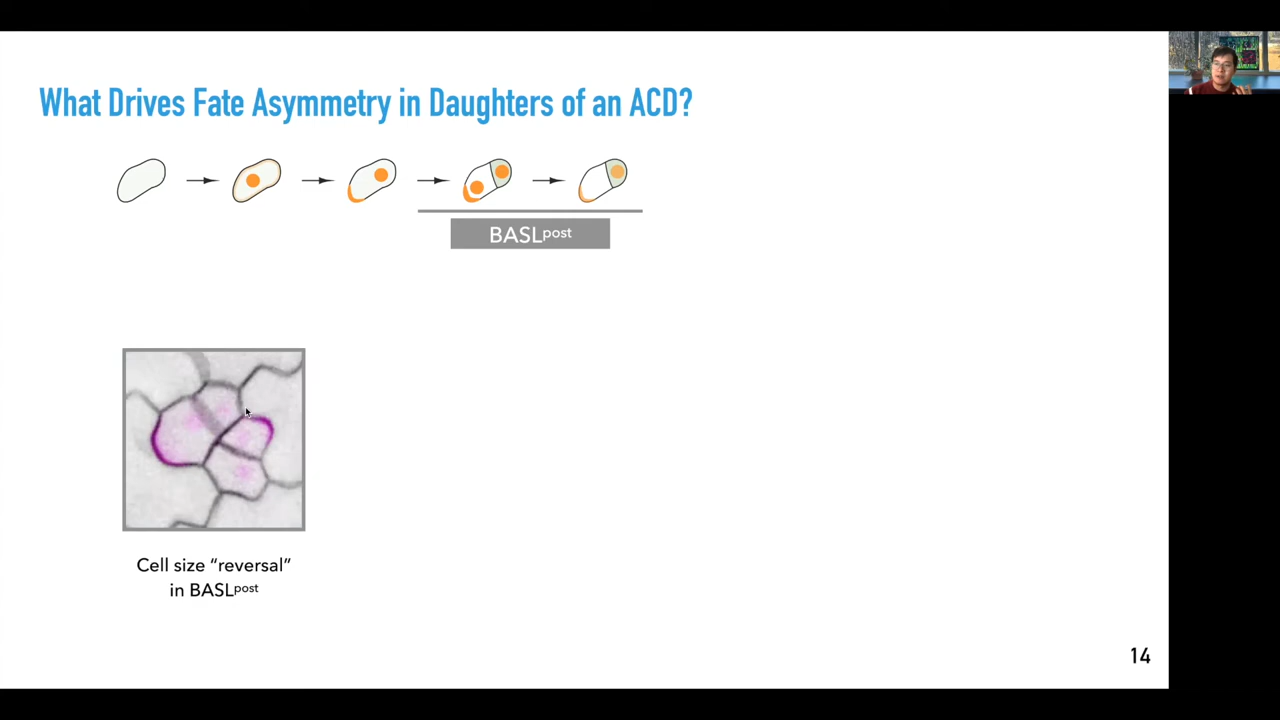 What Drives Fate Asymmetry in Daughters of an ACD?
BASLpost
Cell size “reversal”
in BASLpost
14